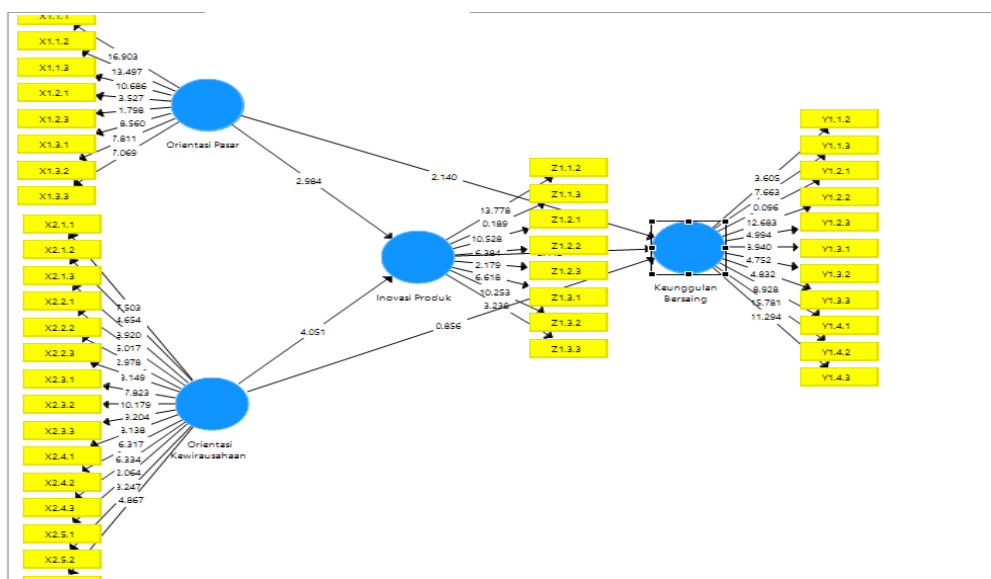 X1.1.1
X1.1.2
X1.1.3
X1.2.1
X1.2.3
X1.3.1
X1.3.2
X1.3.3
16.903
13.497
10.686
3.527
1.798
8.560
7.811
7.069
Orientasi Pasar
X2.1.1
X2.1.2
X2.1.3
X2.2.1
X2.2.2
X2.2.3
X2.3.1
X2.3.2
X2.3.3
X2.4.1
X2.4.2
X2.4.3
X2.5.1
X2.5.2
7.503
4.654
2.978
3.149
7.823
10.179
3.204
3.138
6.317
6.334
2.064
3.247
4.867
Orientasi
Kewirausahaan
2.984
2.140
4.051
0.856
Inovasi Produk
13.778
0.189
10.528
6.384
2.179
6.618
10.253
3.238
Z1.1.2
Z1.1.3
Z1.2.1
Z1.2.2
Z1.2.3
Z1.3.1
Z1.3.2
Z1.3.3
Keunggulan
Bersaing
3.605
7.663
0.096
12.683
4.994
3.940
4.752
4.832
8.928
15.781
11.294
Y1.1.2
Y1.1.3
Y1.2.1
Y1.2.2
Y1.2.3
Y1.3.1
Y1.3.2
Y1.3.3
Y1.4.1
Y1.4.2
Y1.4.3